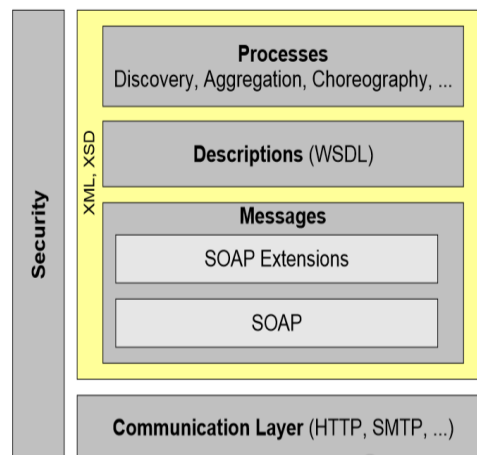 Processes
Discovery, Aggregation, Choreography, ...
XML, XSD
Descriptions (WSDL)
Security
Messages
SOAP Extensions
SOAP
Communication Layer (HTTP, SMTP, ...)